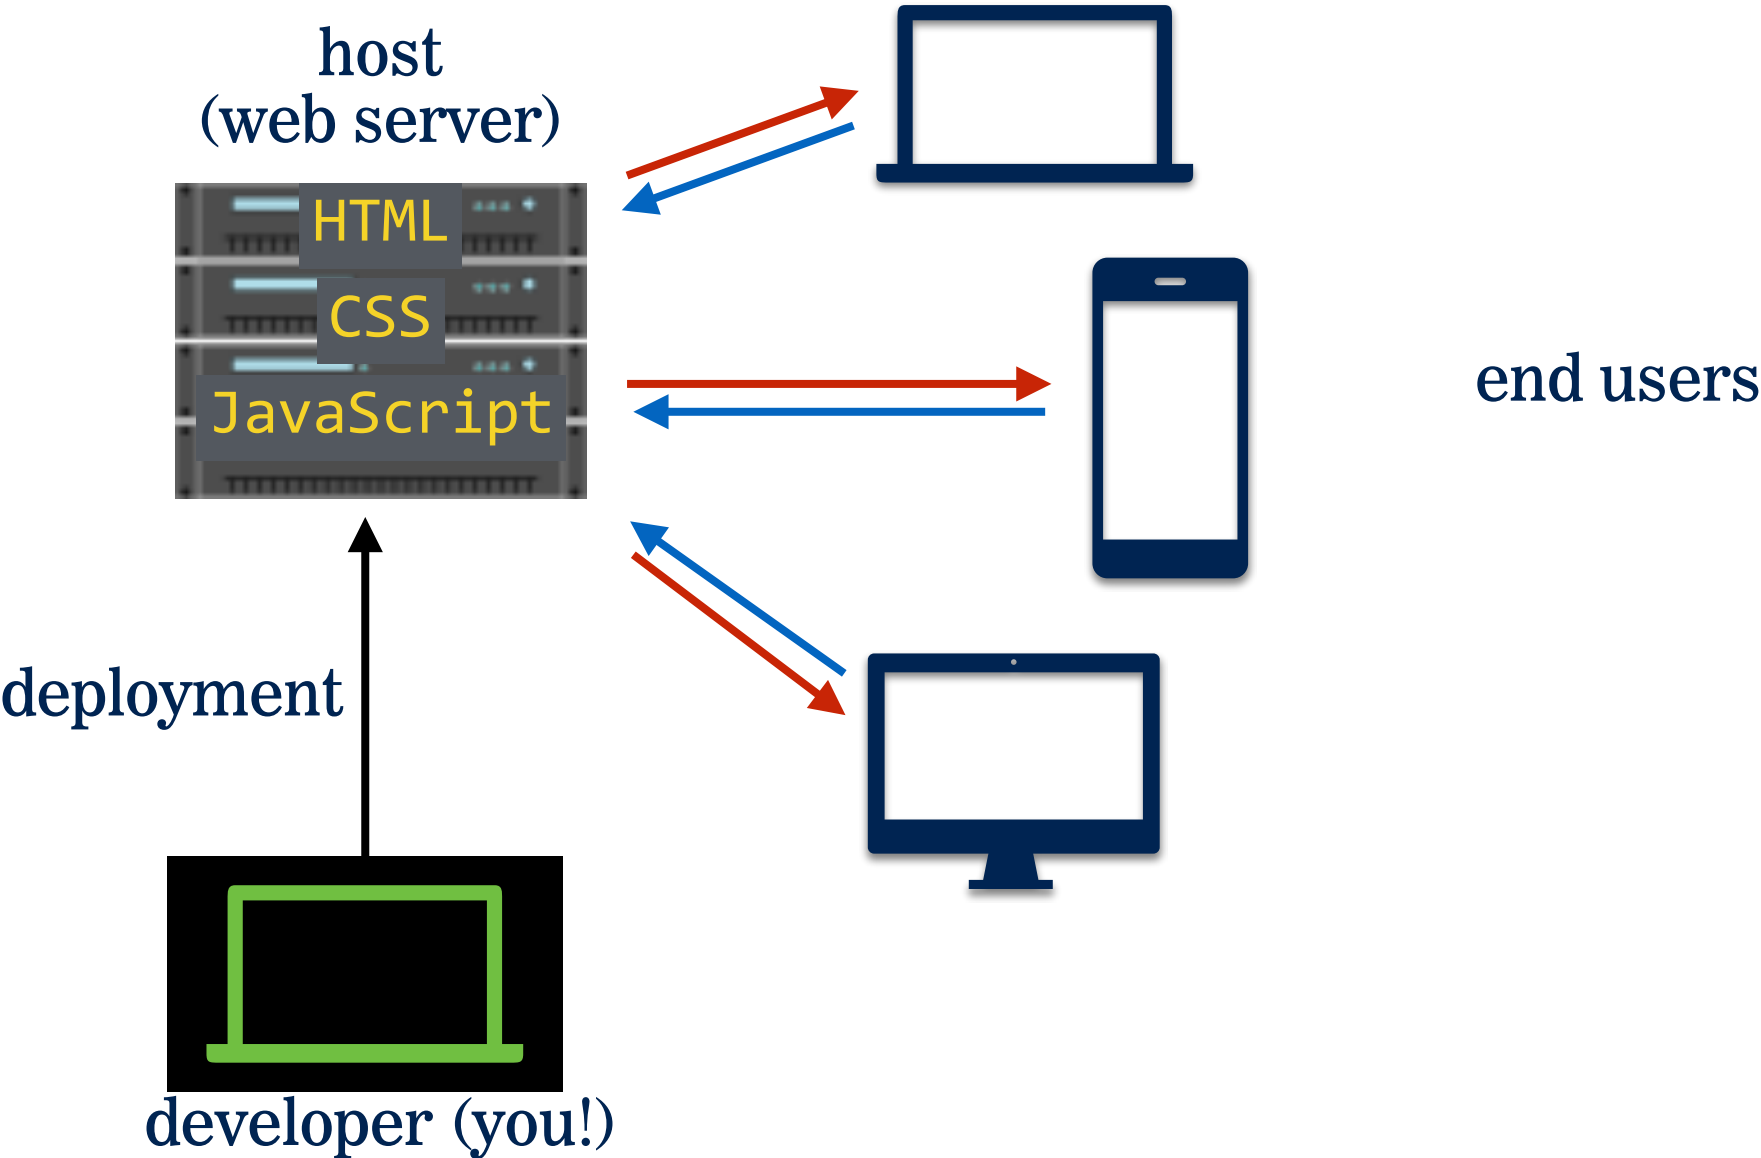 host
(web server)
HTML
CSS
JavaScript
end users
deployment
developer (you!)